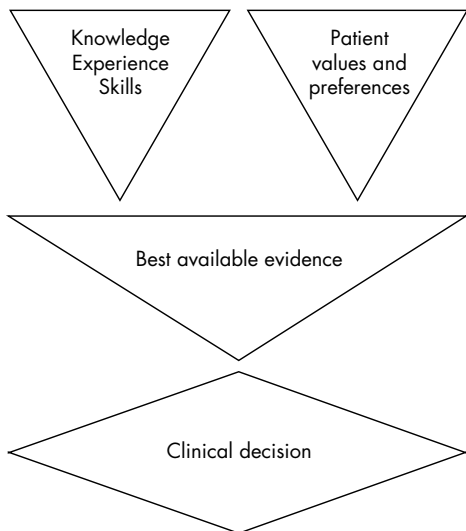 Knowledge
Experience
Skills
Patient
values and
preferences
Best available evidence
Clinical decision